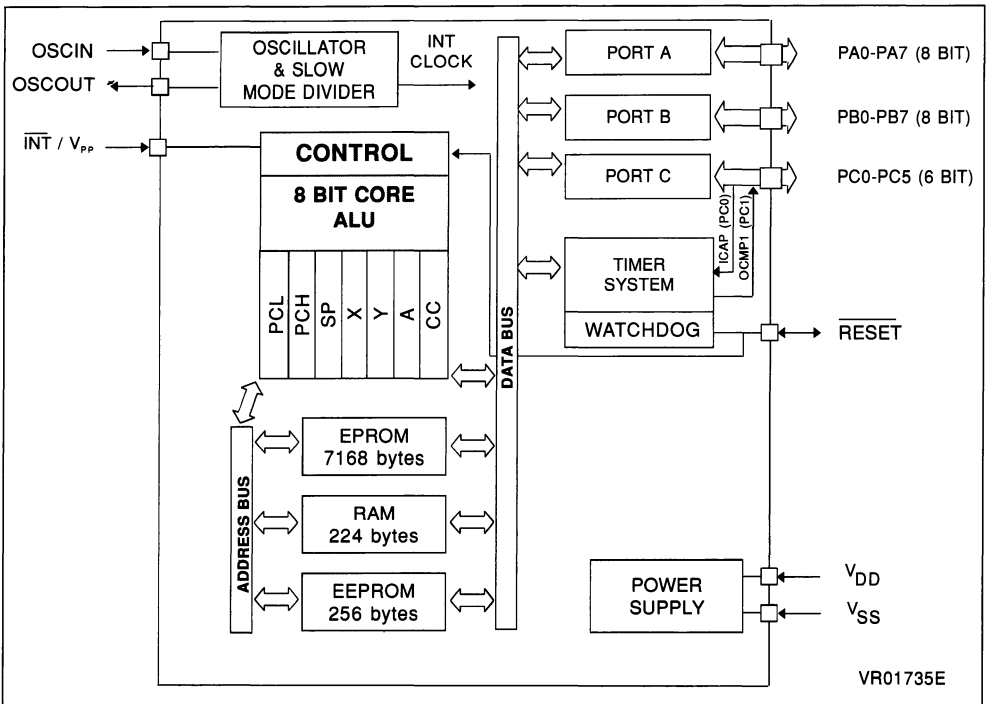 OSCIN
OSCOUT
INT / VPP
OSCILLATOR
& SLOW
MODE DIVIDER
INT
CLOCK
CONTROL
8 BIT CORE
ALU
PCL
PCH
SP
X
Y
A
CC
ADDRESS BUS
EPROM
7168 bytes
RAM
224 bytes
EEPROM
256 bytes
DATA BUS
PORT A
PA0-PA7 (8 BIT)
PORT B
PB0-PB7 (8 BIT)
PORT C
PC0-PC5 (6 BIT)
ICAP (PC0)
OCMP1 (PC1)
TIMER
SYSTEM
WATCHDOG
RESET
POWER
SUPPLY
VDD
VSS
VR01735E